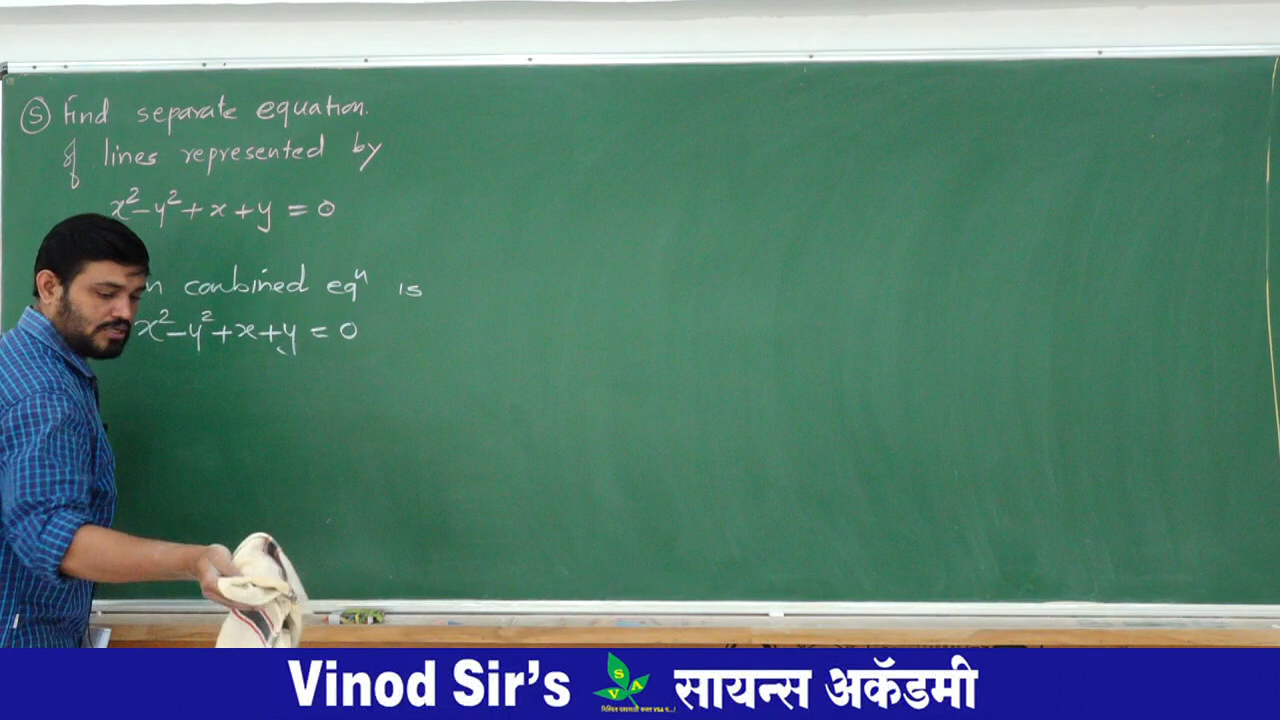 ⑤ Find separate equation.
of lines represented by
x²-y²+x+y = 0
combined eqⁿ is
x²-y²+x+y = 0
Vinod Sir's SVA सायन्स अकॅडमी